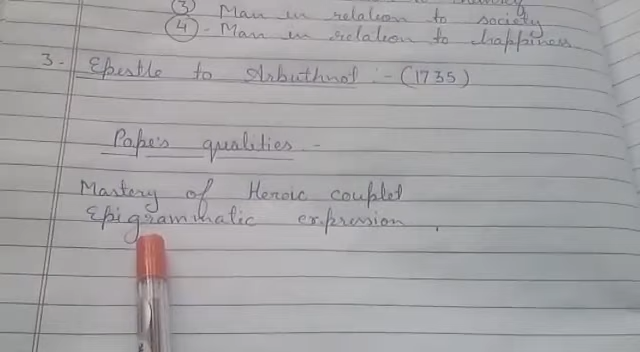 (3) Man in relation to society
(4) - Man in relation to happiness
3 - Epistle to Arbuthnot :- (1735)
Pope's qualities -
Mastery of Heroic couplet
Epigrammatic expression .